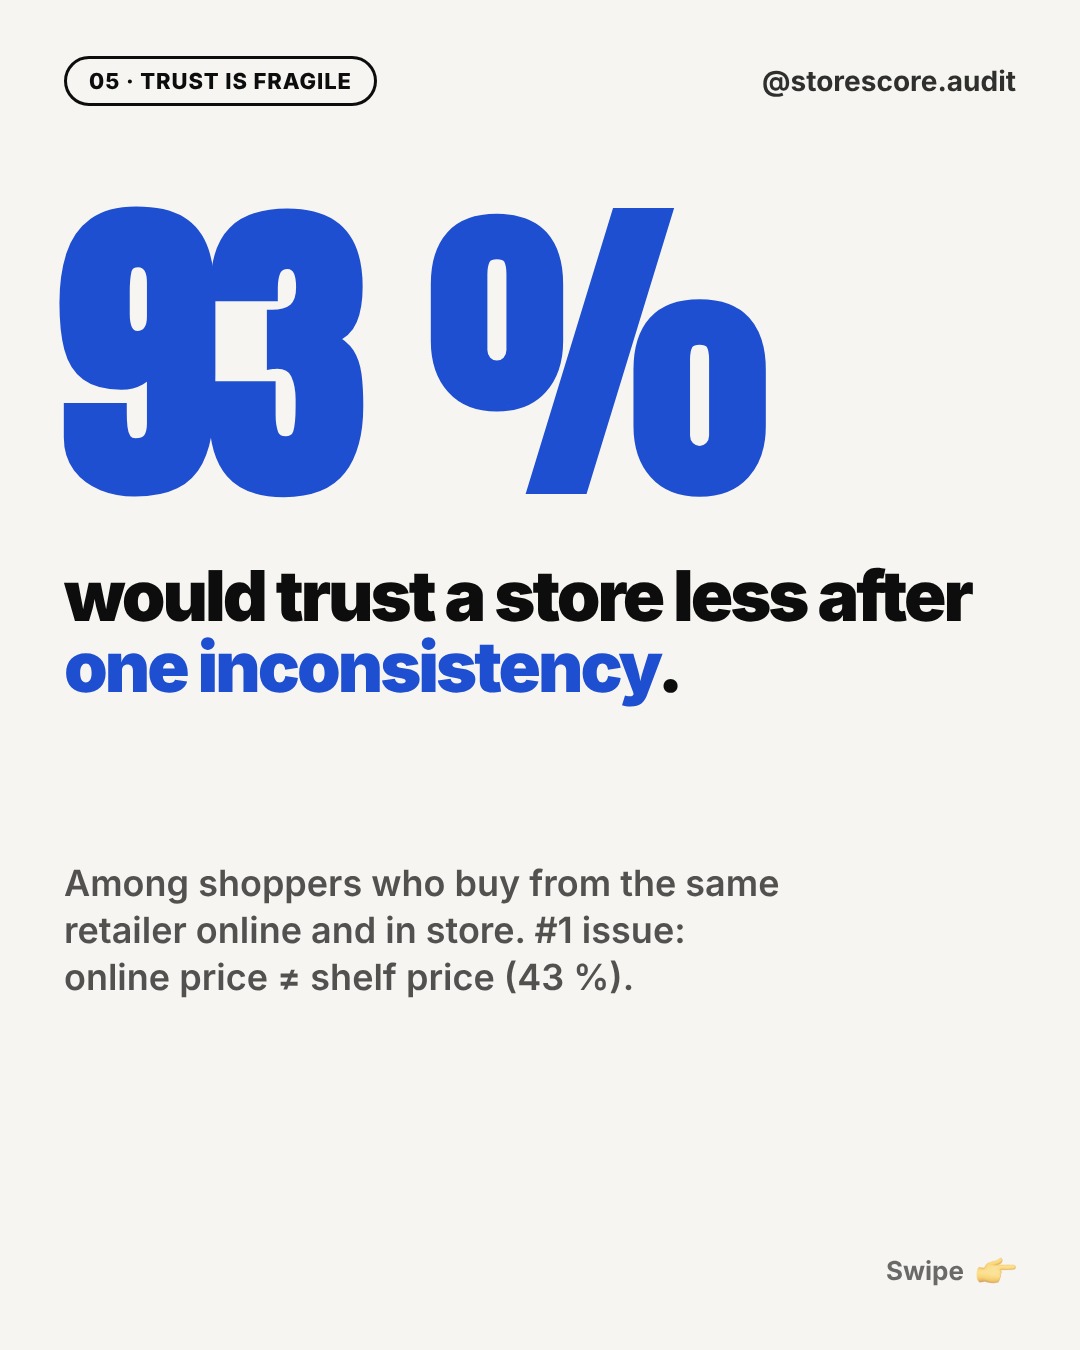 05 · TRUST IS FRAGILE
@storescore.audit
93 %
would trust a store less after
one inconsistency.
Among shoppers who buy from the same
retailer online and in store. #1 issue:
online price ≠ shelf price (43 %).
Swipe 👉